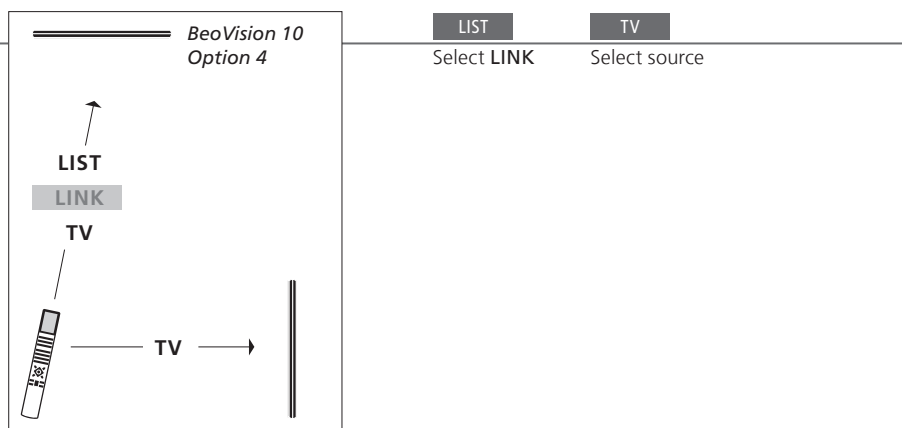 BeoVision 10
Option 4
LIST
LINK
TV
TV
LIST TV
Select LINK Select source